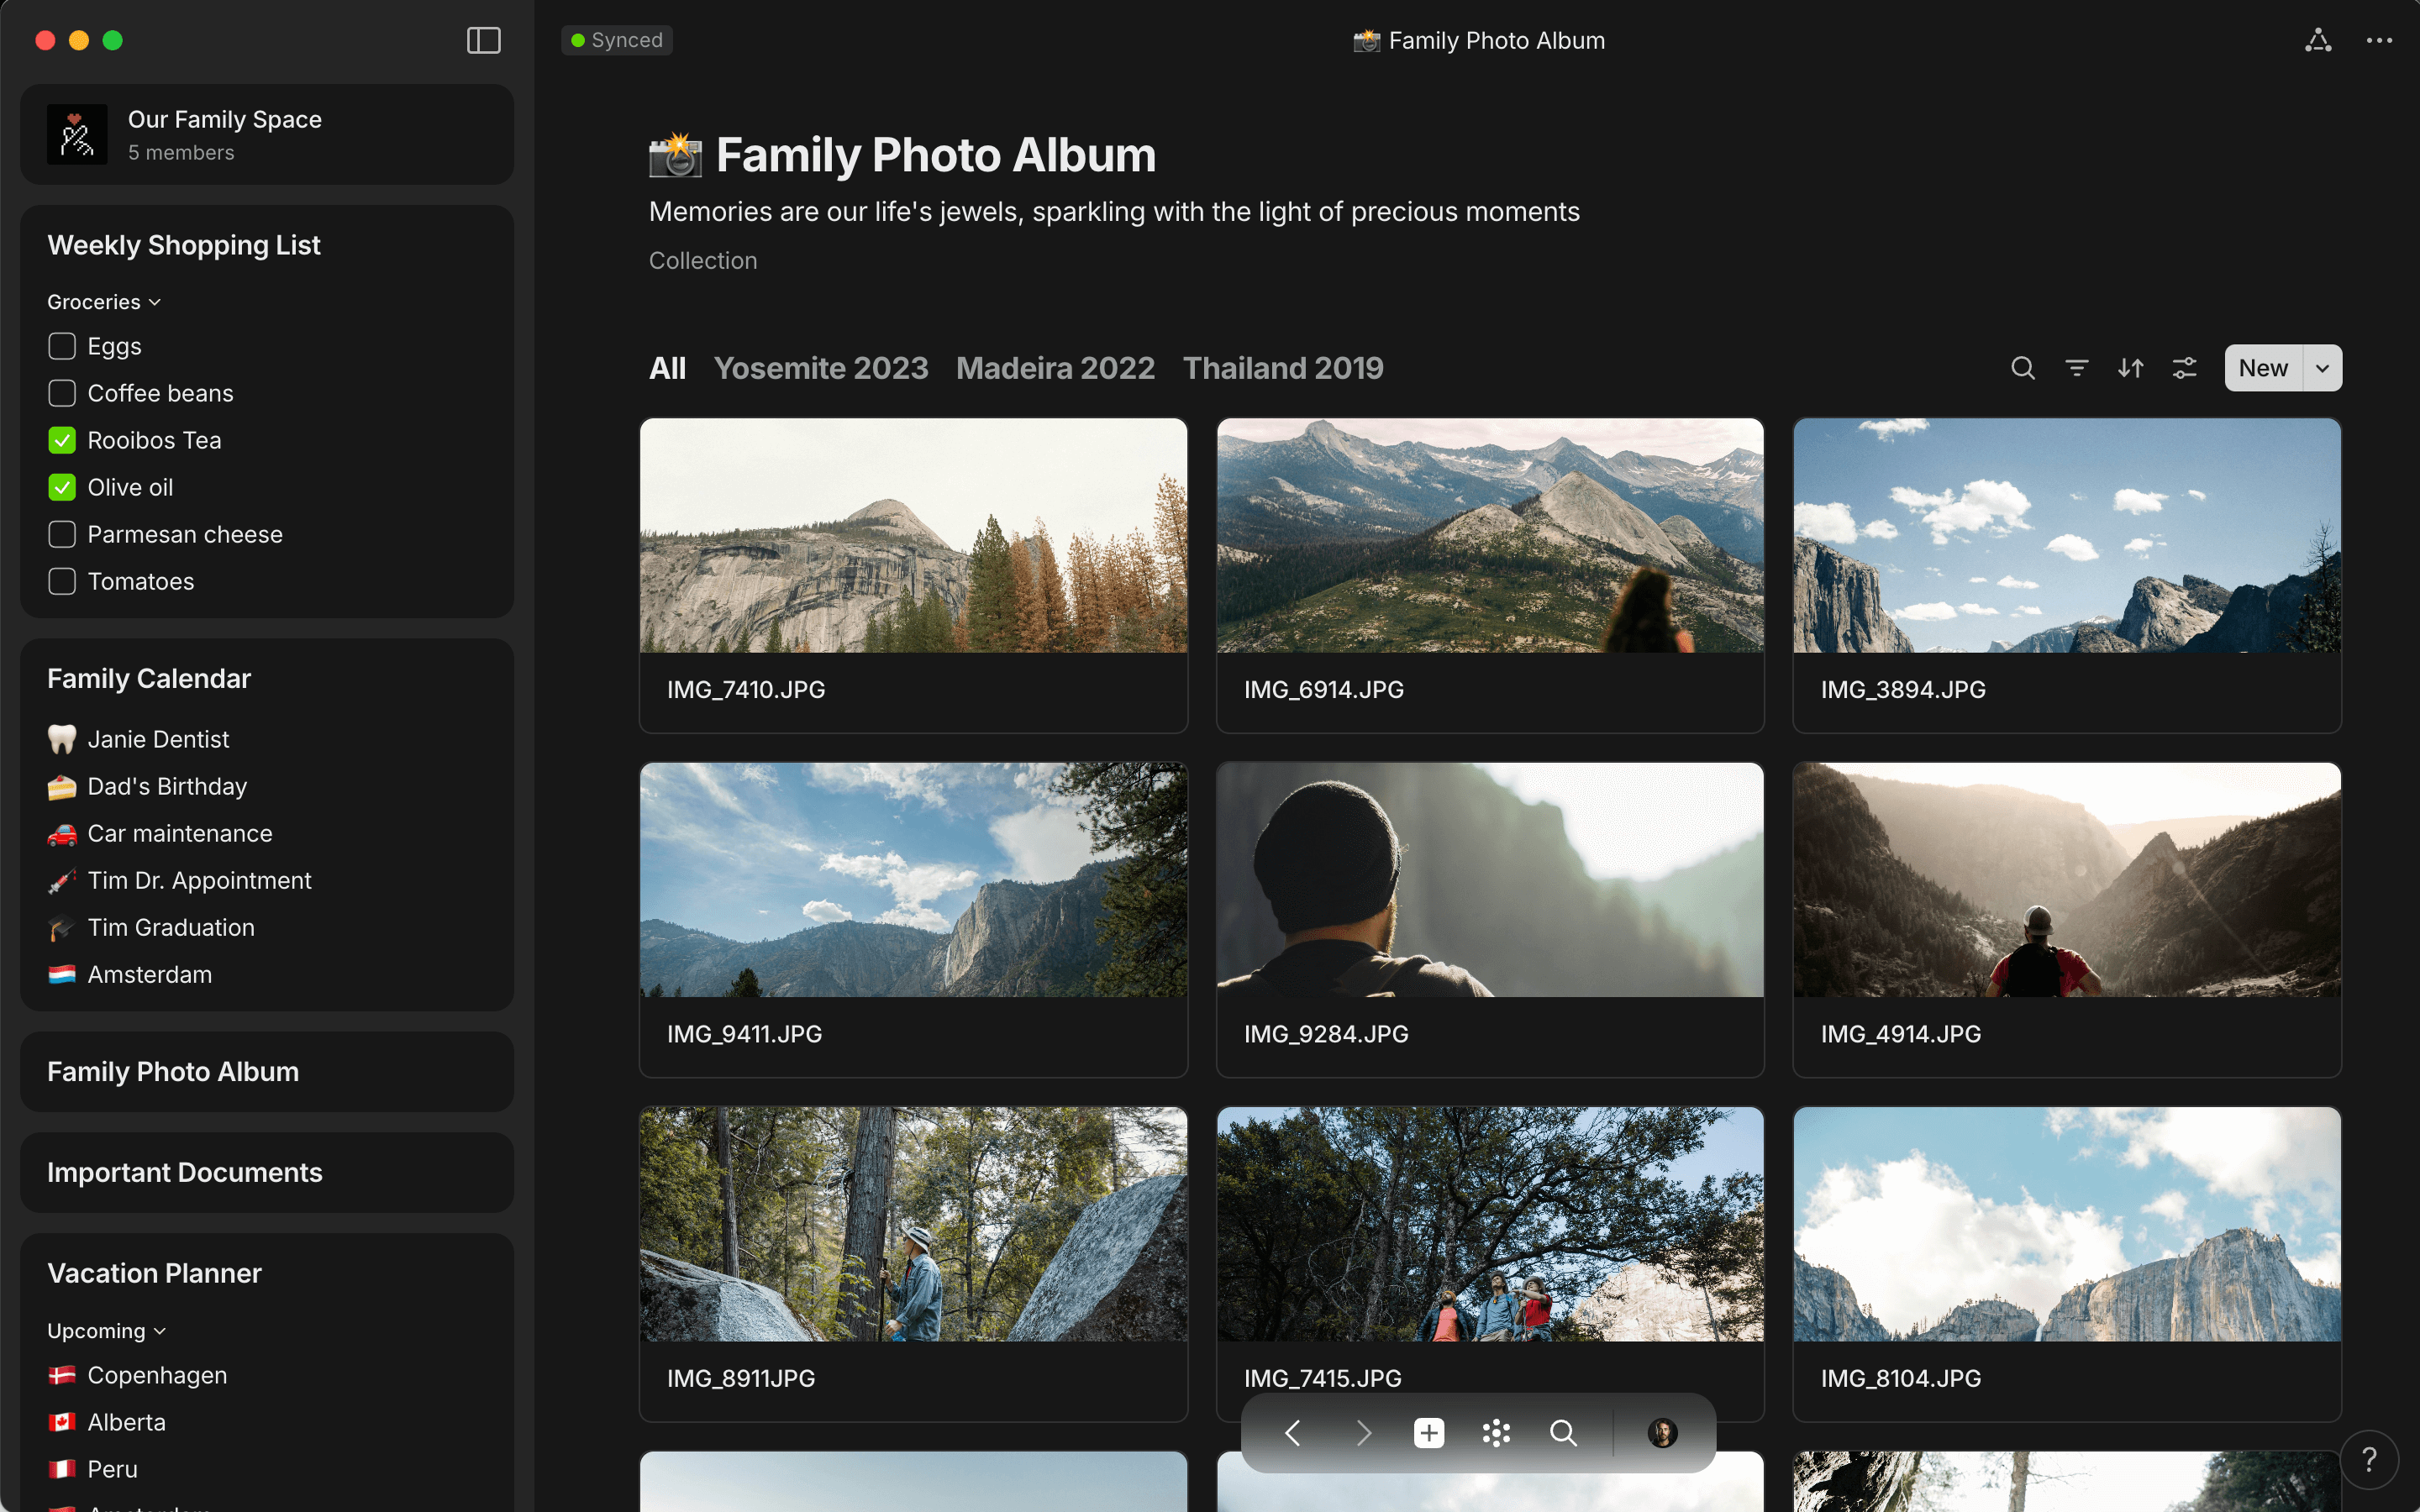 Our Family Space
5 members
Weekly Shopping List
Groceries
Eggs
Coffee beans
Rooibos Tea
Olive oil
Parmesan cheese
Tomatoes
Family Calendar
Janie Dentist
Dad's Birthday
Car maintenance
Tim Dr. Appointment
Tim Graduation
Amsterdam
Family Photo Album
Important Documents
Vacation Planner
Upcoming
Copenhagen
Alberta
Peru
Synced
Family Photo Album
Family Photo Album
Memories are our life's jewels, sparkling with the light of precious moments
Collection
All Yosemite 2023 Madeira 2022 Thailand 2019 New
IMG_7410.JPG IMG_6914.JPG IMG_3894.JPG
IMG_9411.JPG IMG_9284.JPG IMG_4914.JPG
IMG_8911JPG IMG_7415.JPG IMG_8104.JPG
?